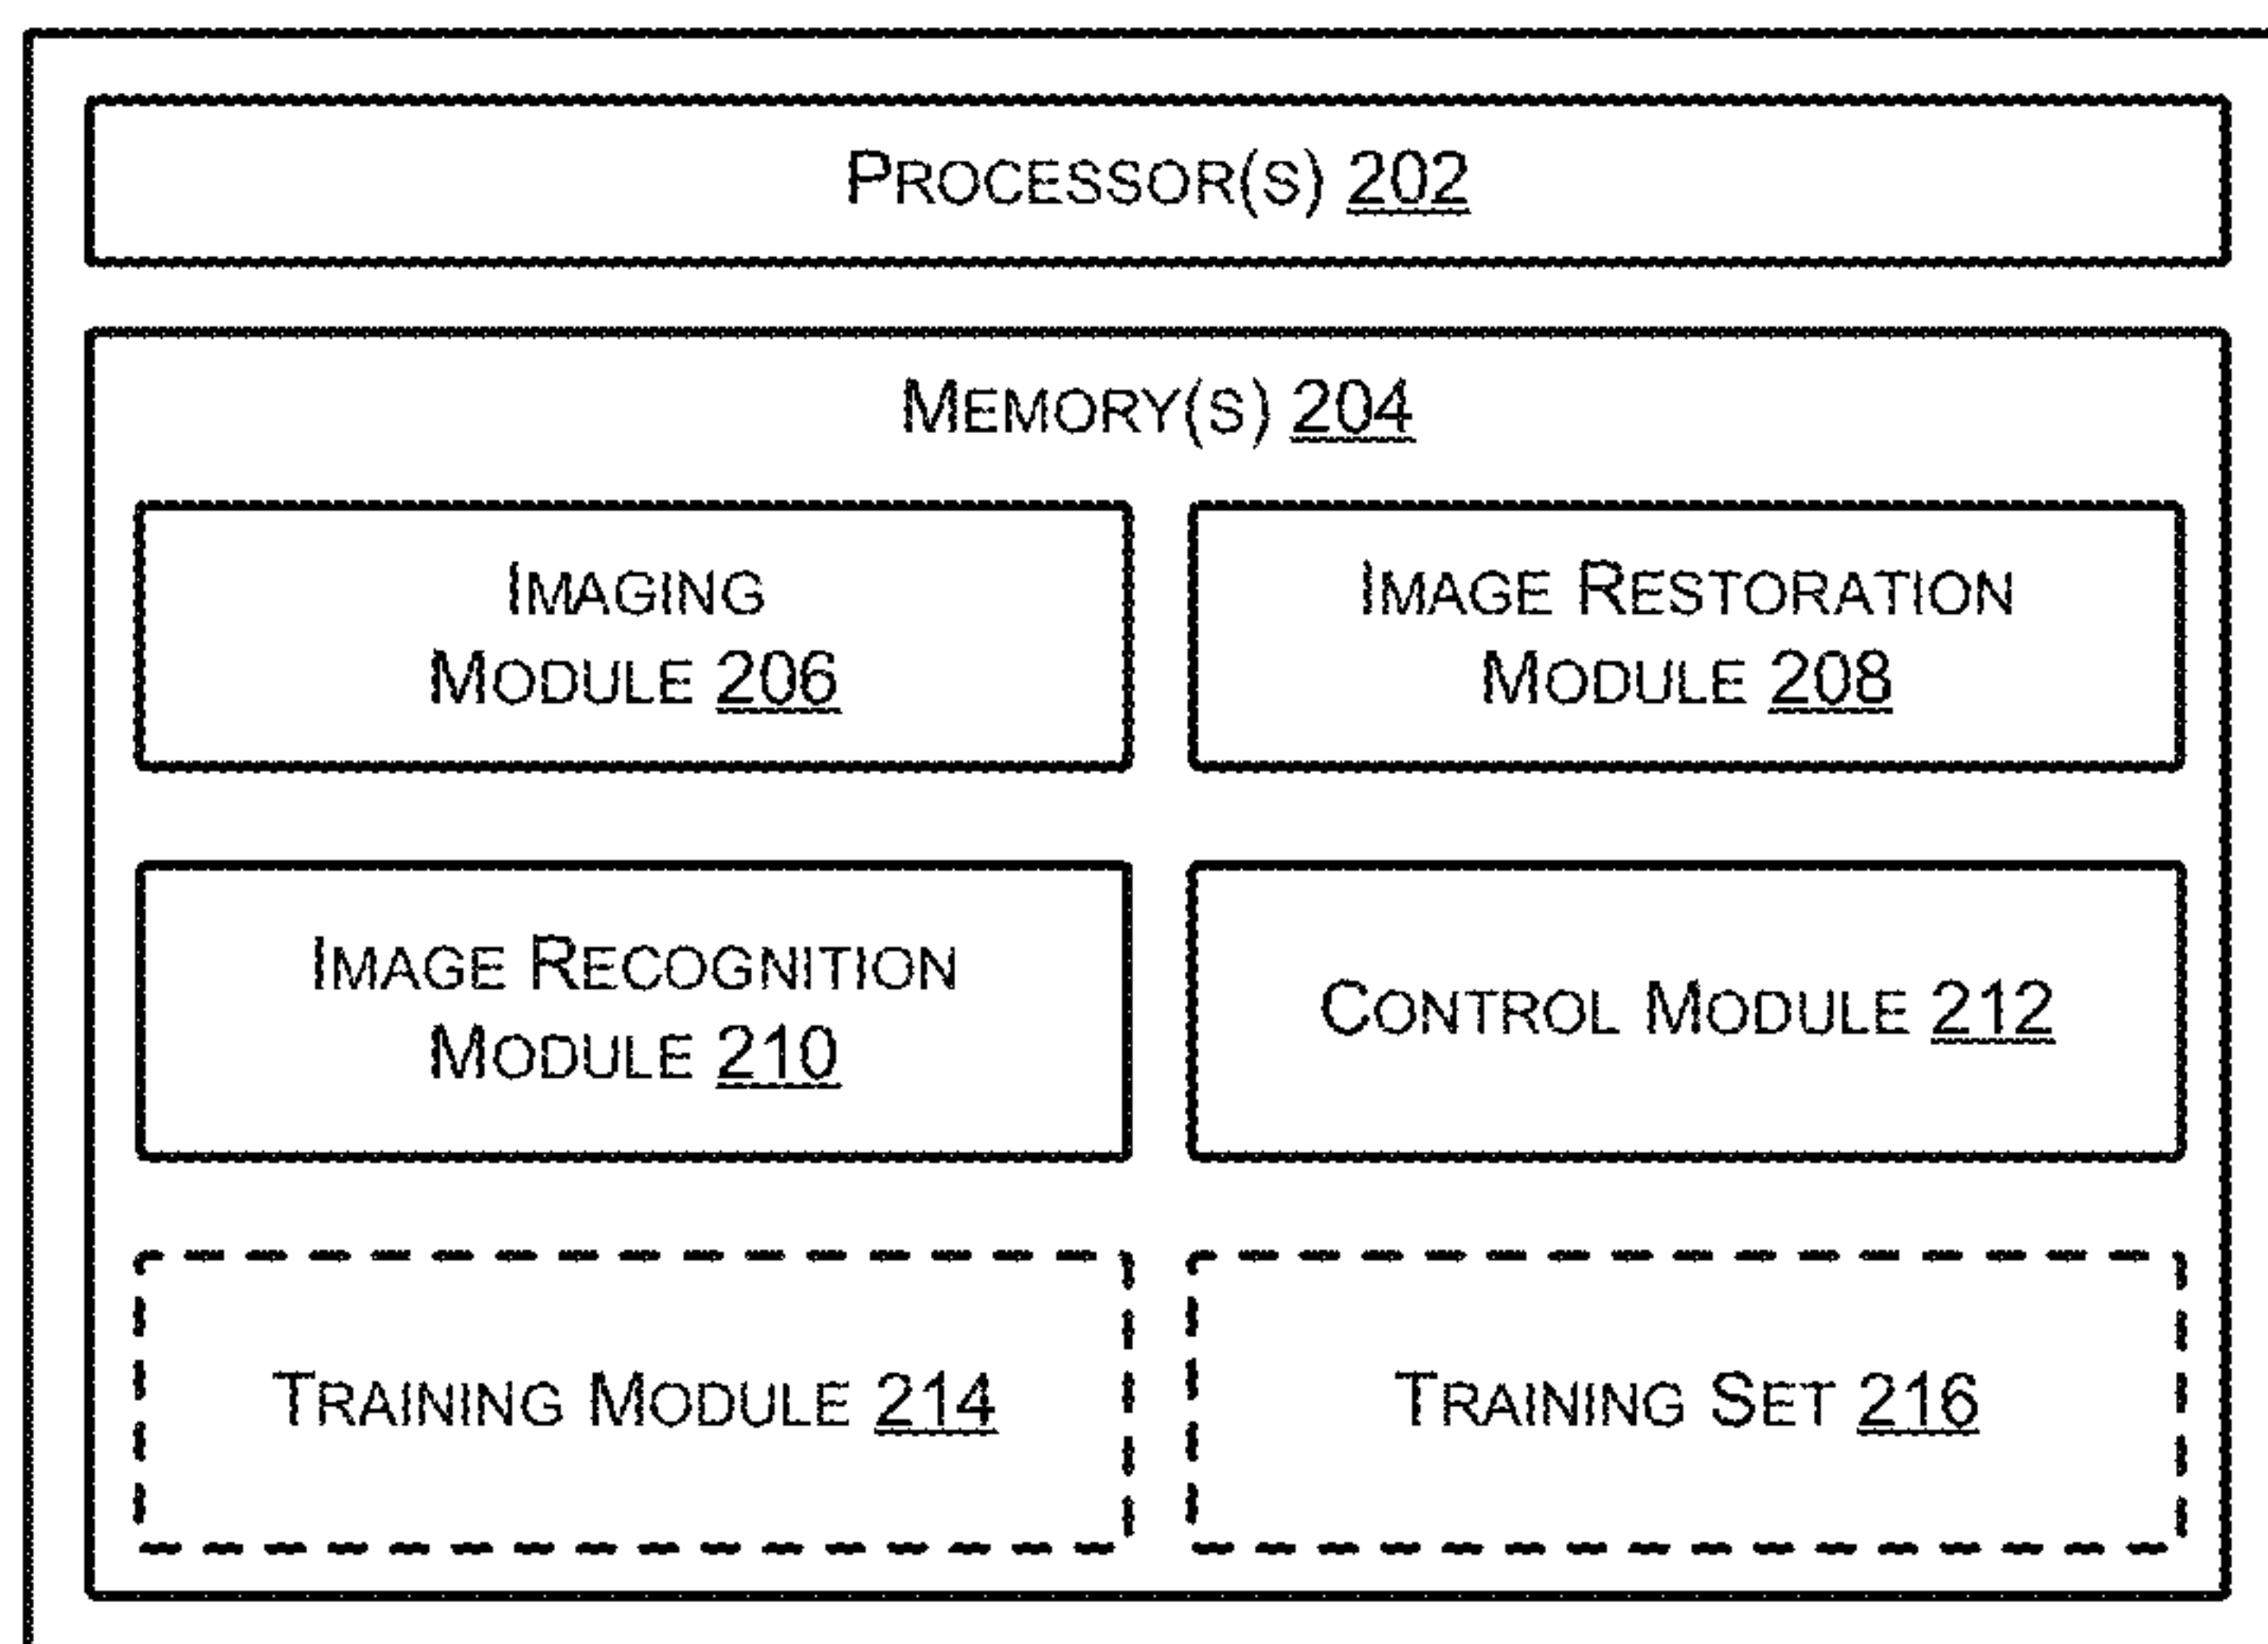 PROCESSOR(S) 202
MEMORY(S) 204
IMAGING
MODULE 206
IMAGE RESTORATION
MODULE 208
IMAGE RECOGNITION
MODULE 210
CONTROL MODULE 212
TRAINING MODULE 214
TRAINING SET 216